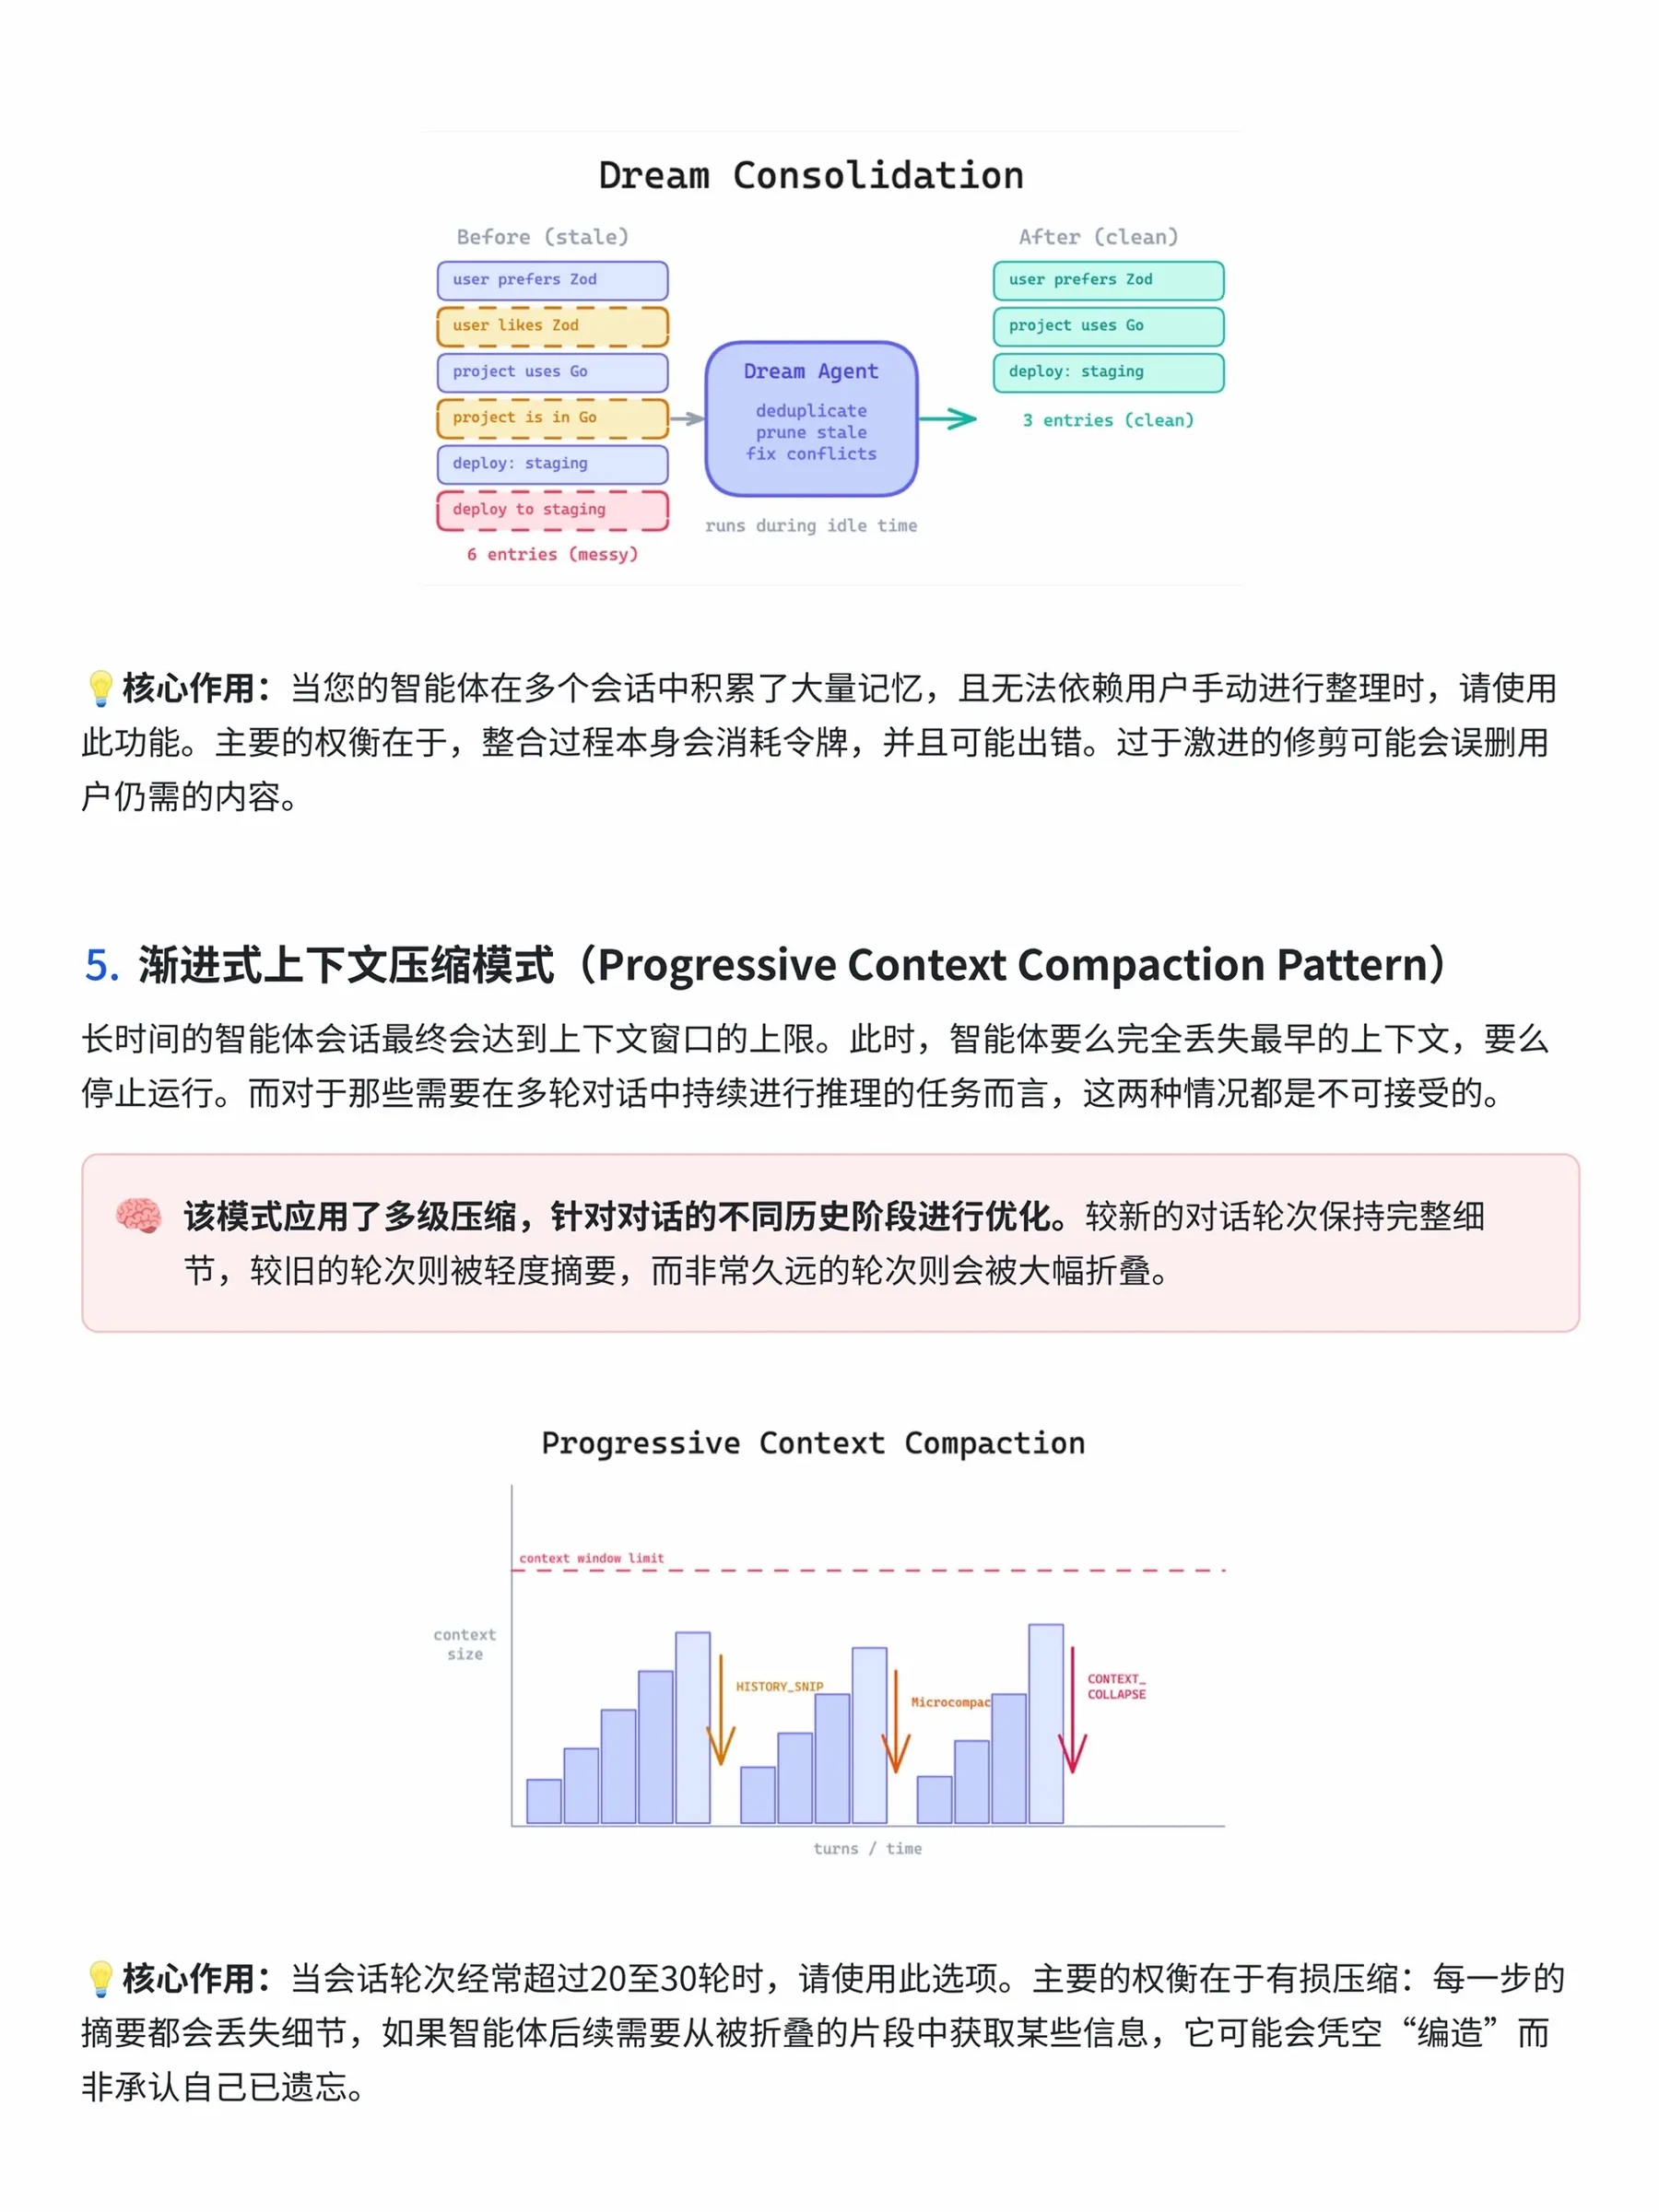 Dream Consolidation
Before (stale)
user prefers Zod
user likes Zod
project uses Go
project is in Go
deploy: staging
deploy to staging
6 entries (messy)
Dream Agent
deduplicate
prune stale
fix conflicts
runs during idle time
After (clean)
user prefers Zod
project uses Go
deploy: staging
3 entries (clean)
💡核心作用：当您的智能体在多个会话中积累了大量记忆，且无法依赖用户手动进行整理时，请使用
此功能。主要的权衡在于，整合过程本身会消耗令牌，并且可能出错。过于激进的修剪可能会误删用
户仍需的内容。
5. 渐进式上下文压缩模式（Progressive Context Compaction Pattern）
长时间的智能体会话最终会达到上下文窗口的上限。此时，智能体要么完全丢失最早的上下文，要么
停止运行。而对于那些需要在多轮对话中持续进行推理的任务而言，这两种情况都是不可接受的。
🧠 该模式应用了多级压缩，针对对话的不同历史阶段进行优化。较新的对话轮次保持完整细
节，较旧的轮次则被轻度摘要，而非常久远的轮次则会被大幅折叠。
Progressive Context Compaction
context window limit
context
size
HISTORY_SNIP
Microcompac
CONTEXT_
COLLAPSE
turns / time
💡核心作用：当会话轮次经常超过20至30轮时，请使用此选项。主要的权衡在于有损压缩：每一步的
摘要都会丢失细节，如果智能体后续需要从被折叠的片段中获取某些信息，它可能会凭空“编造”而
非承认自己已遗忘。